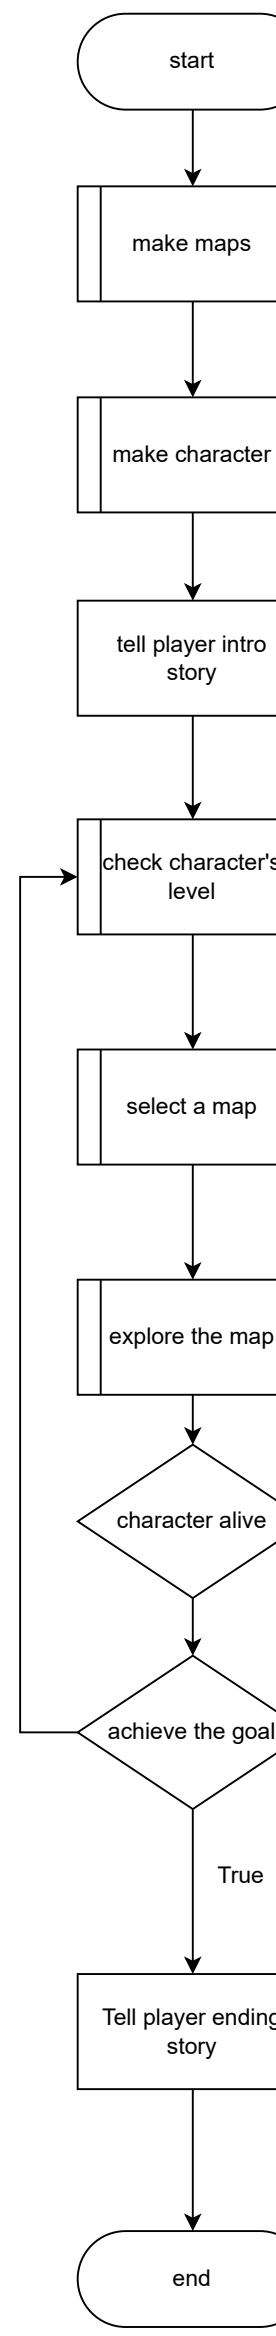 start
make maps
make character
tell player intro
story
check character's
level
select a map
explore the map
character alive
achieve the goal
True
Tell player ending
story
end